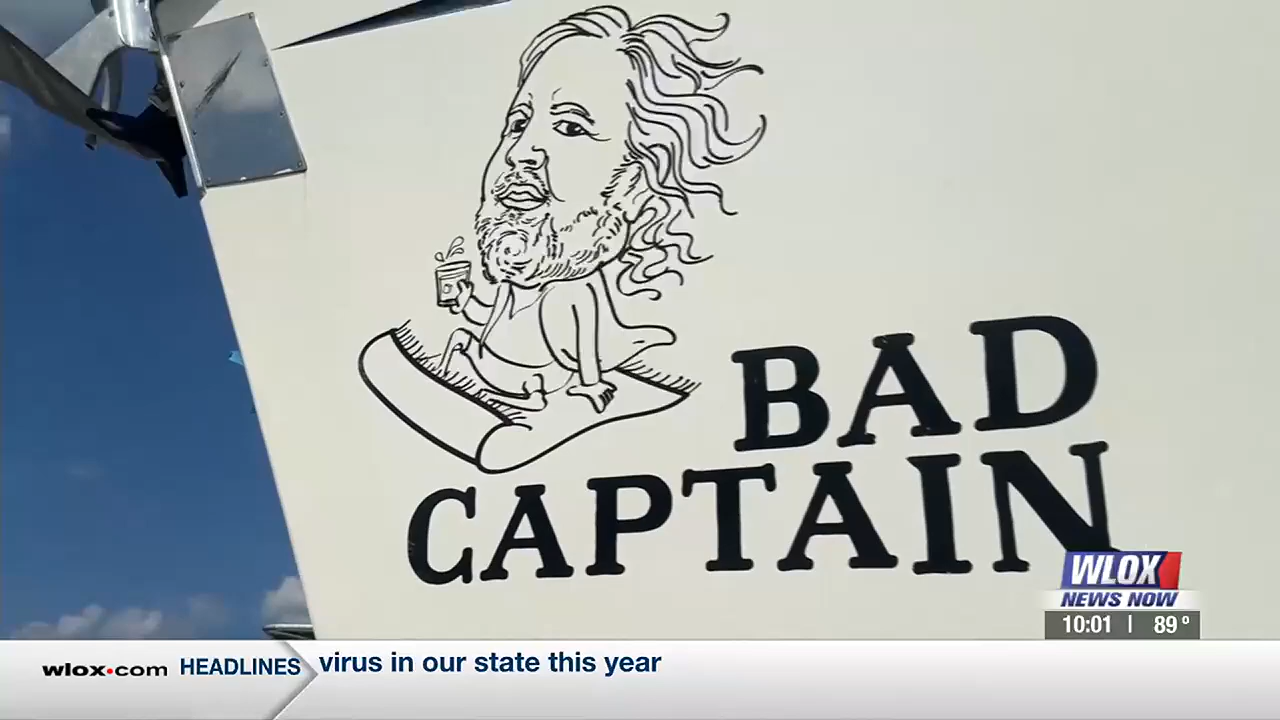 BAD
CAPTAIN
WLOX
NEWS NOW
10:01 | 89°
wlox.com HEADLINES virus in our state this year